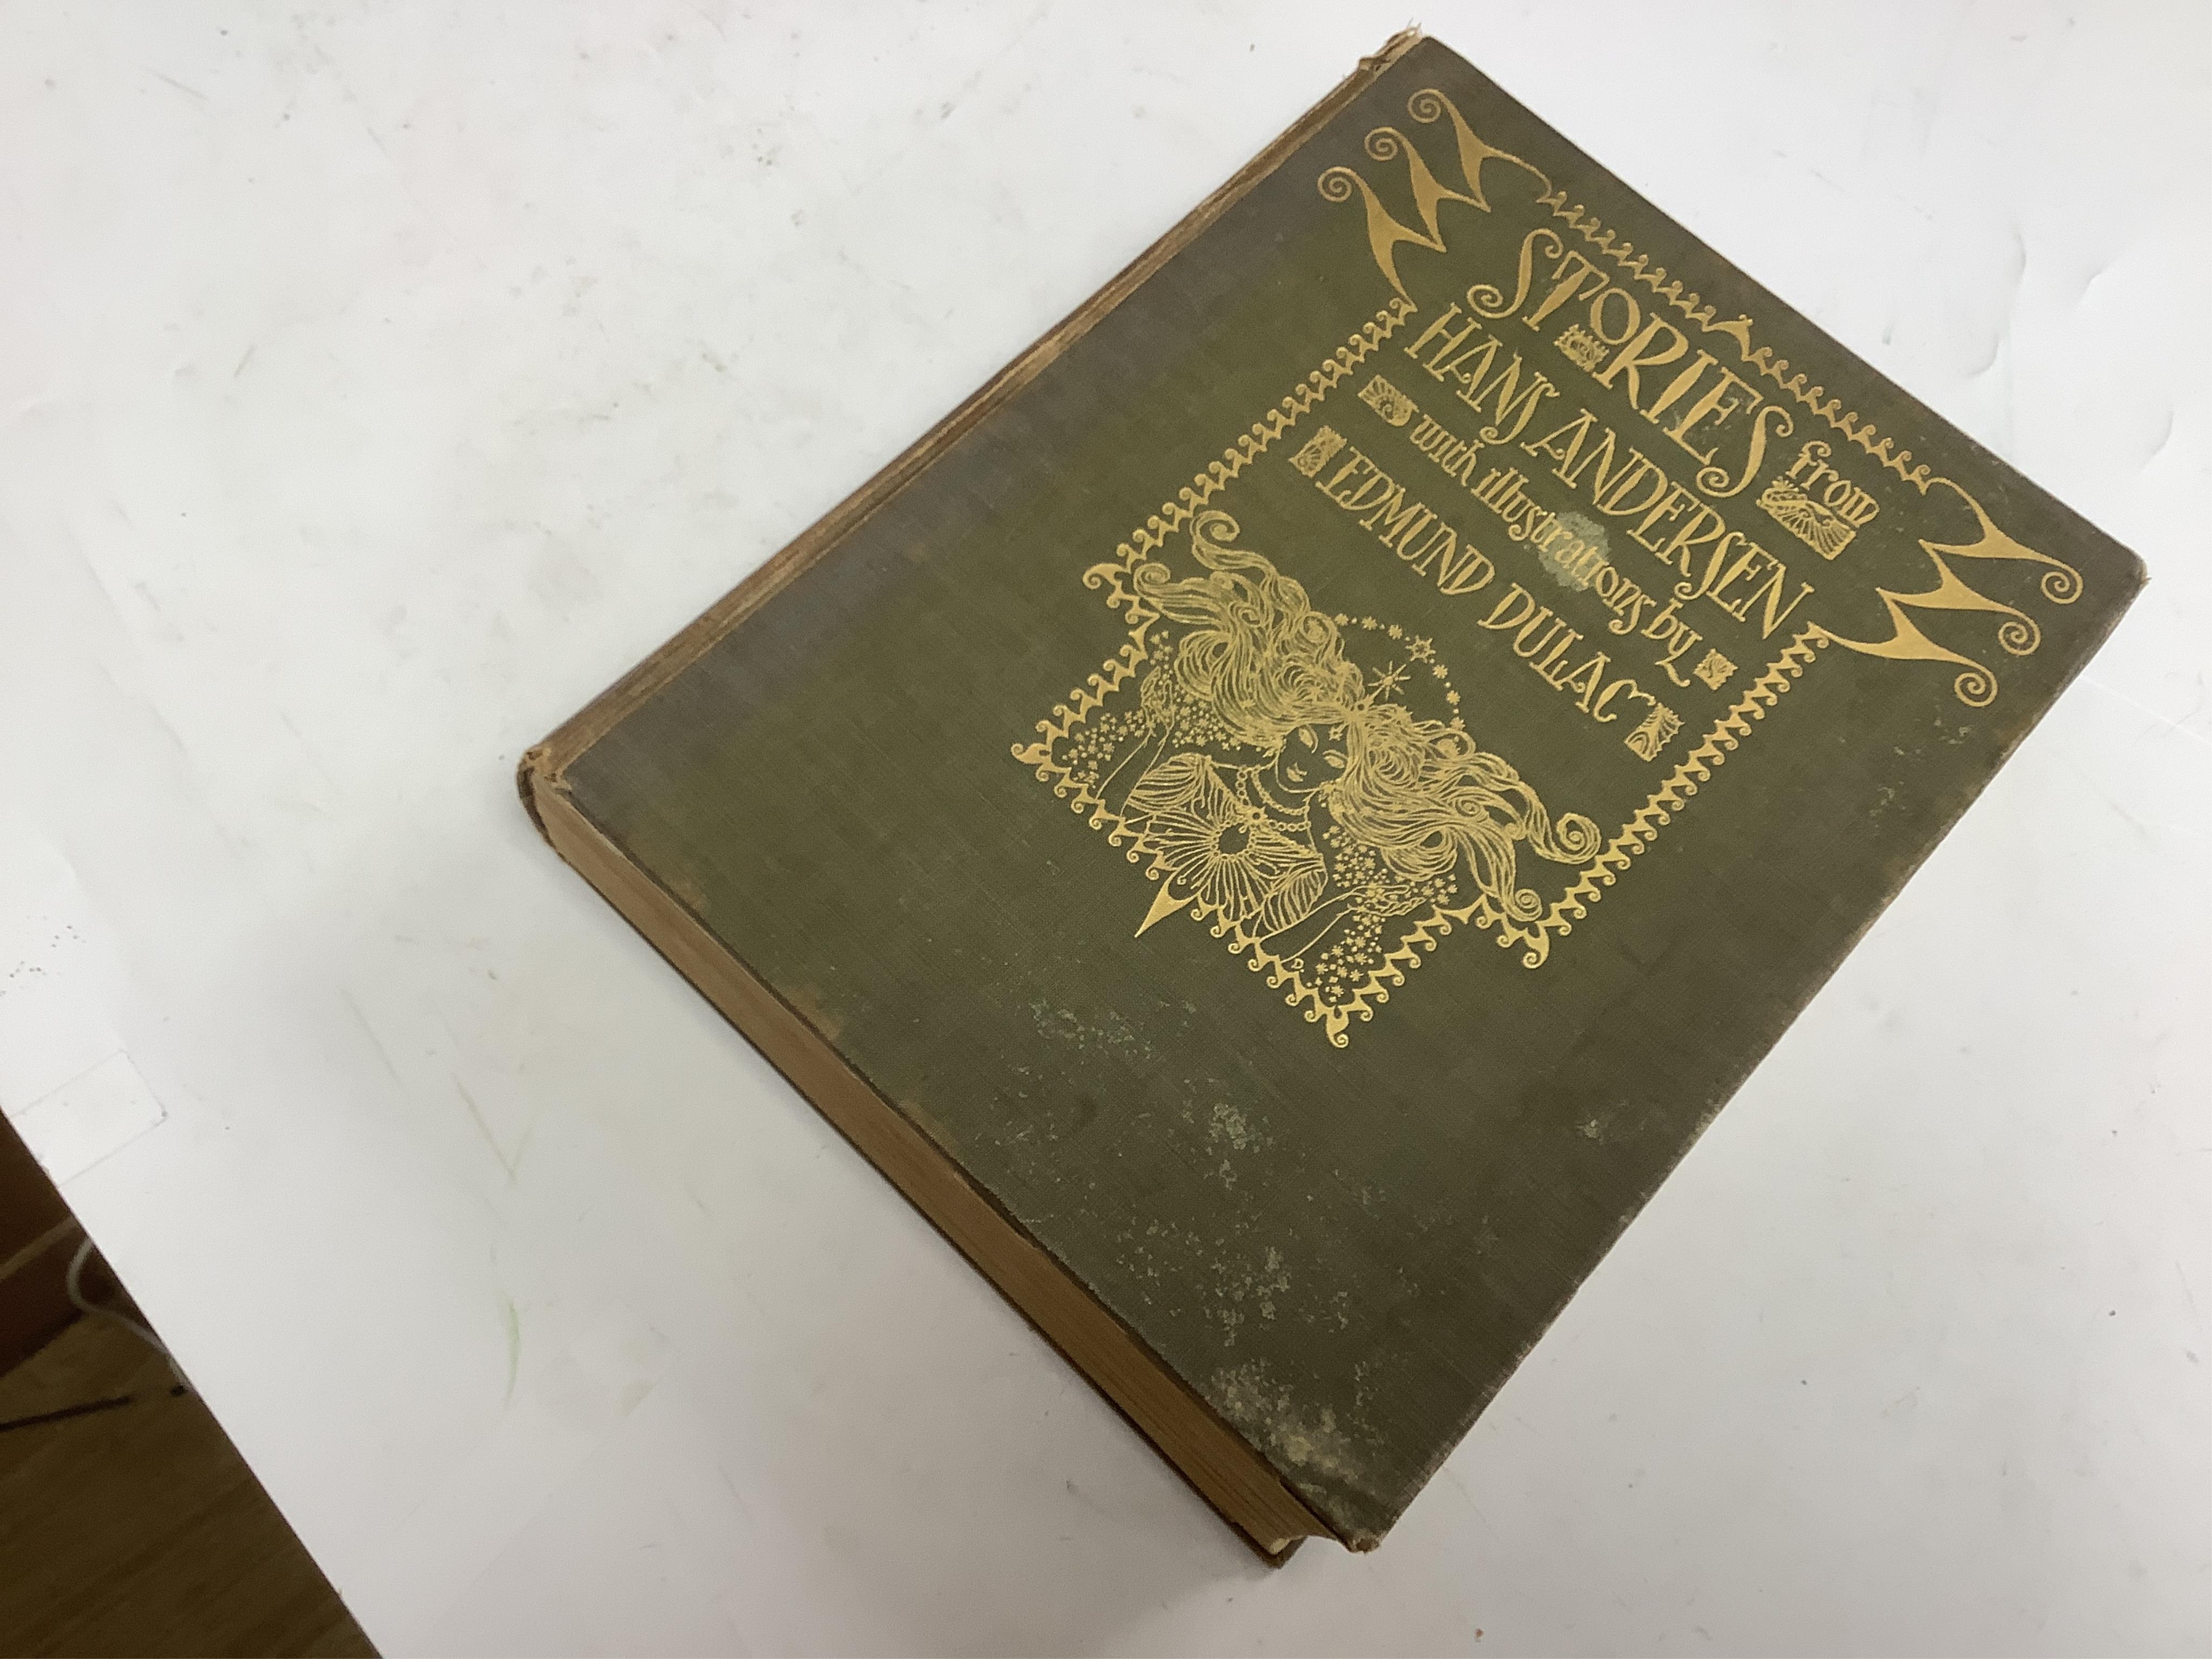 STORIES from
HANS ANDERSEN
with illustrations by
EDMUND DULAC